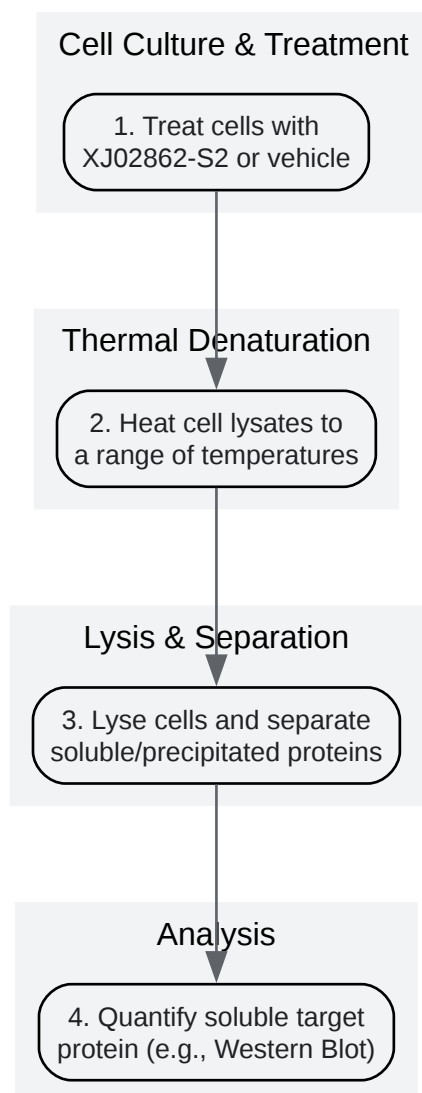 Cell Culture & Treatment
1. Treat cells with
XJ02862-S2 or vehicle
Thermal Denaturation
2. Heat cell lysates to
a range of temperatures
Lysis & Separation
3. Lyse cells and separate
soluble/precipitated proteins
Analysis
4. Quantify soluble target
protein (e.g., Western Blot)